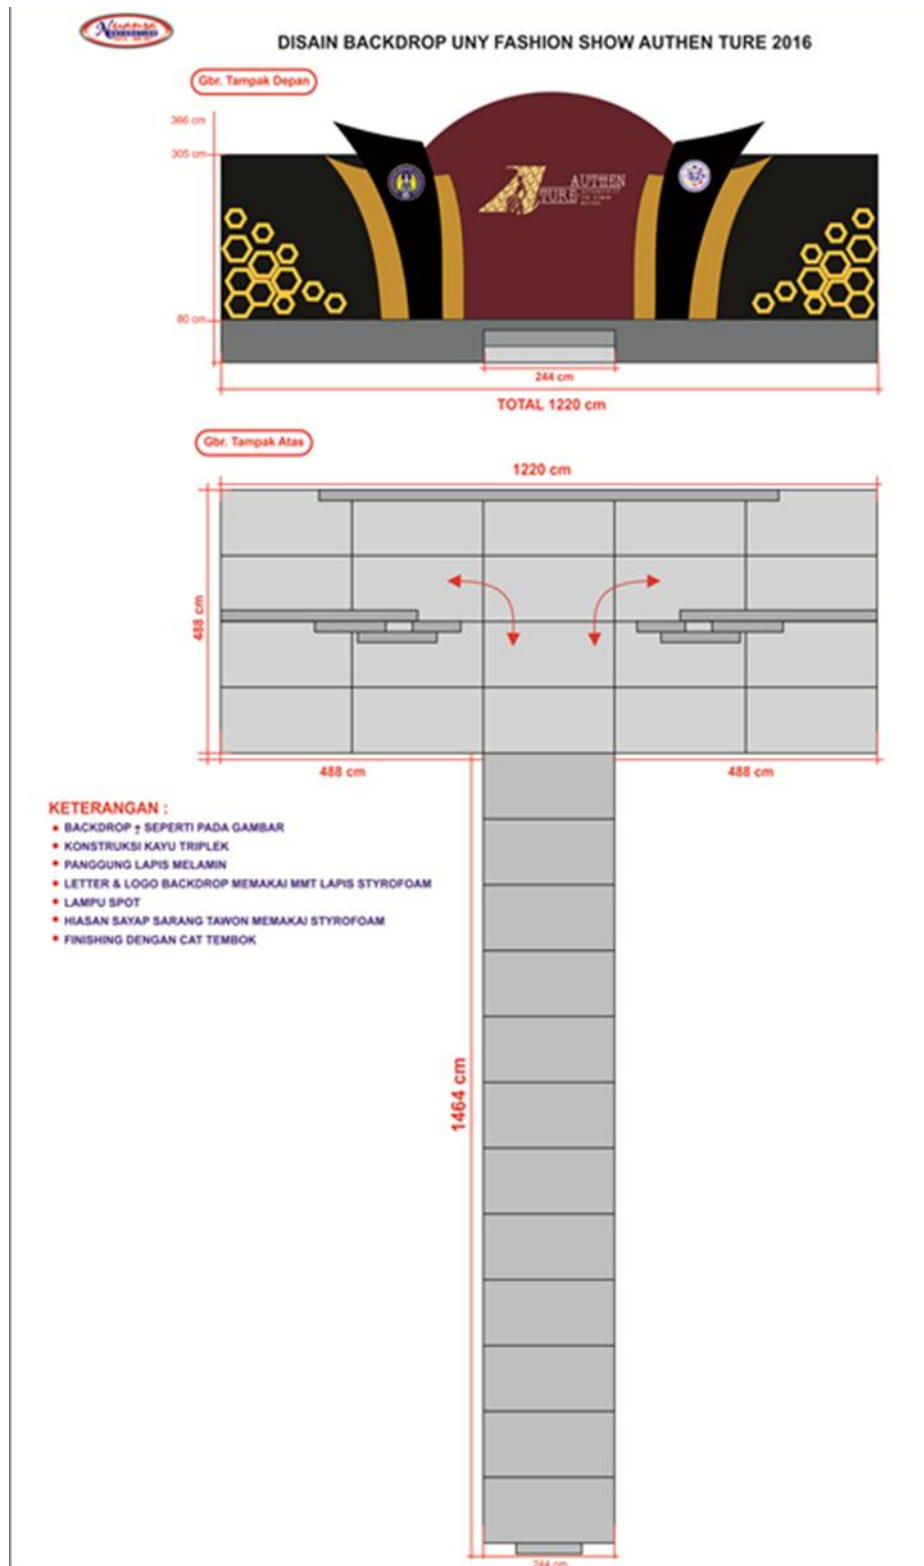 Nuansa
DISAIN BACKDROP UNY FASHION SHOW AUTHEN TURE 2016
Gbr. Tampak Depan
366 cm
305 cm
AUTHEN
TURE
80 cm
244 cm
TOTAL 1220 cm
Gbr. Tampak Atas
1220 cm
488 cm
488 cm
488 cm
KETERANGAN :
BACKDROP ± SEPERTI PADA GAMBAR
KONSTRUKSI KAYU TRIPLEK
PANGGUNG LAPIS MELAMIN
LETTER & LOGO BACKDROP MEMAKAI MMT LAPIS STYROFOAM
LAMPU SPOT
HIASAN SAYAP SARANG TAWON MEMAKAI STYROFOAM
FINISHING DENGAN CAT TEMBOK
1464 cm
244 cm